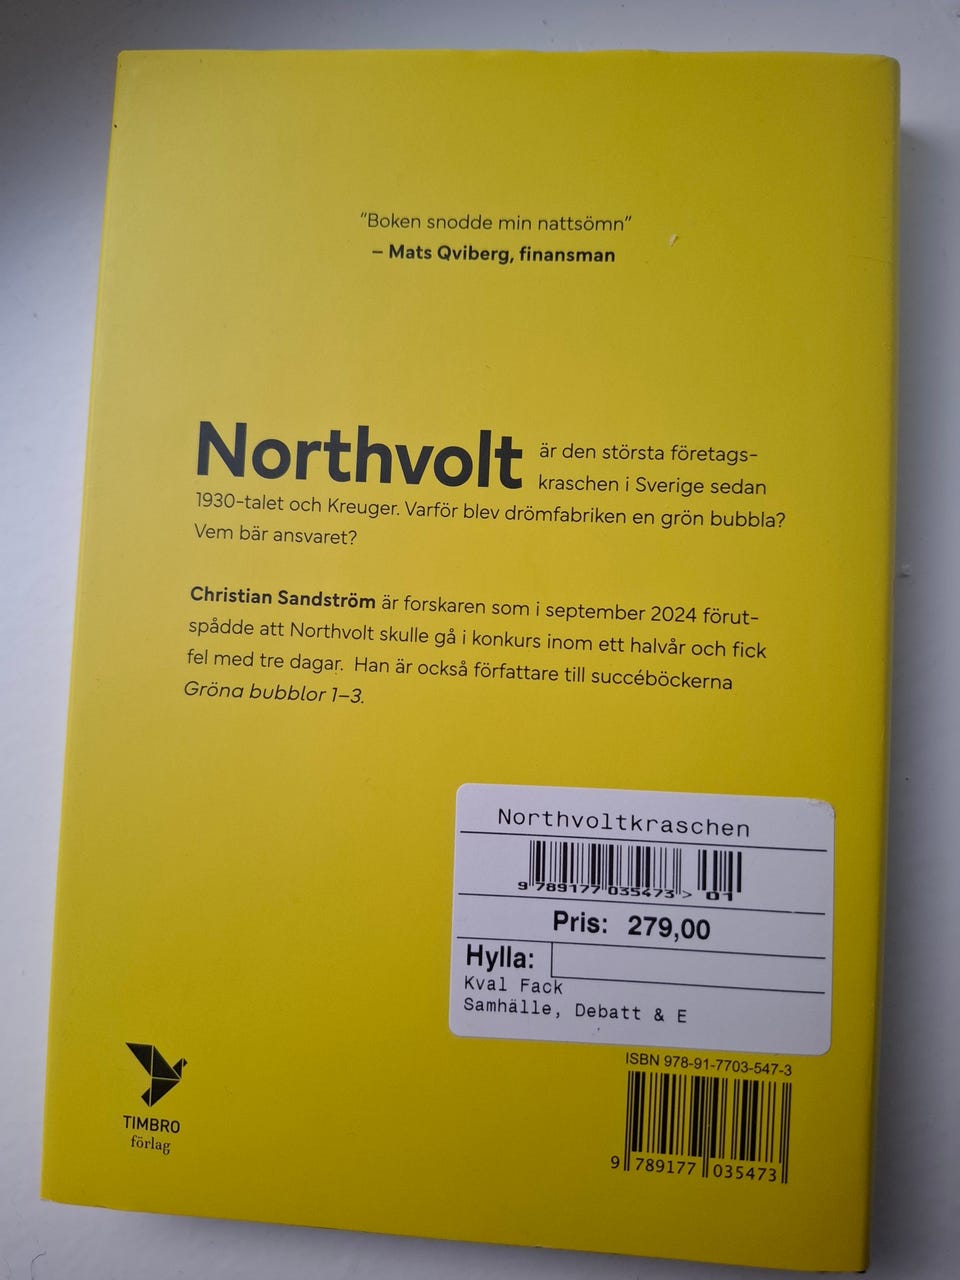 "Boken snodde min nattsömn"
– Mats Qviberg, finansman
Northvolt är den största företags-
kraschen i Sverige sedan
1930-talet och Kreuger. Varför blev drömfabriken en grön bubbla?
Vem bär ansvaret?
Christian Sandström är forskaren som i september 2024 förut-
spådde att Northvolt skulle gå i konkurs inom ett halvår och fick
fel med tre dagar. Han är också författare till succéböckerna
Gröna bubblor 1–3.
Northvoltkraschen
9 789177 035473 > 01
Pris: 279,00
Hylla:
Kval Fack
Samhälle, Debatt & E
ISBN 978-91-7703-547-3
9 789177 035473
TIMBRO
förlag